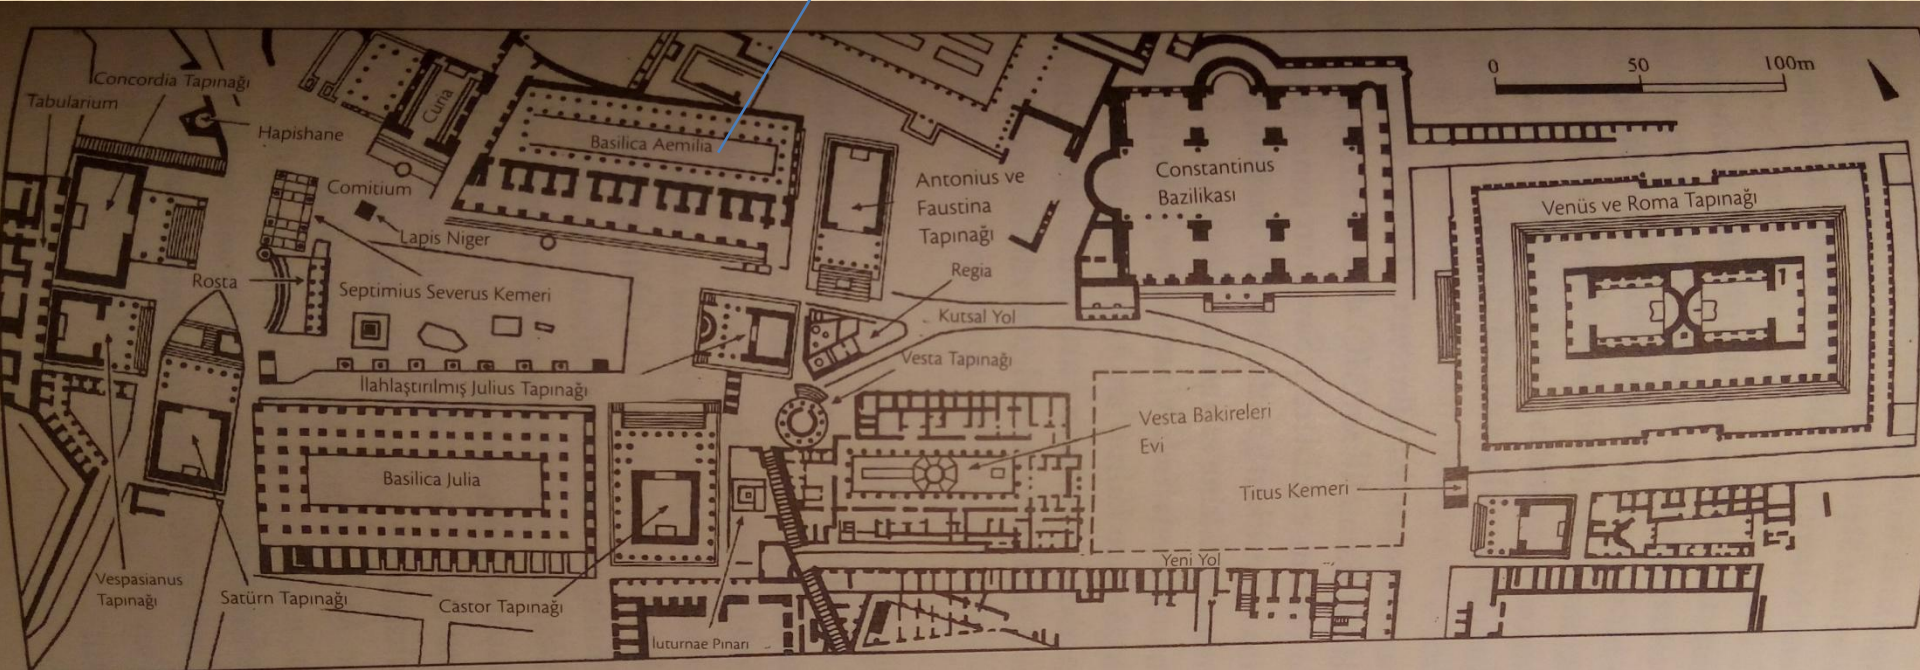 Concordia Tapınağı
Tabularium
Hapishane
Curia
Basilica Aemilia
Comitium
Lapis Niger
Antonius ve
Faustina
Tapınağı
Constantinus
Bazilikası
0 50 100m
Venüs ve Roma Tapınağı
1
Rosta
Septimius Severus Kemeri
Regia
Kutsal Yol
Vesta Tapınağı
İlahlaştırılmış Julius Tapınağı
Vesta Bakireleri
Evi
Basilica Julia
Titus Kemeri
Yeni Yol
Vespasianus
Tapınağı
Satürn Tapınağı
Castor Tapınağı
Iuturnae Pınarı